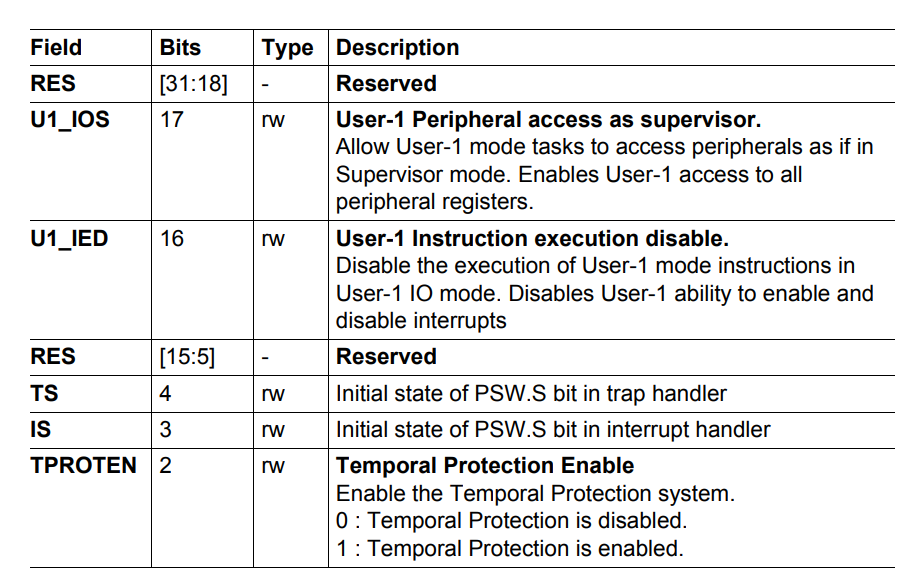 Field Bits Type Description
RES [31:18] - Reserved
U1_IOS 17 rw User-1 Peripheral access as supervisor.
Allow User-1 mode tasks to access peripherals as if in
Supervisor mode. Enables User-1 access to all
peripheral registers.
U1_IED 16 rw User-1 Instruction execution disable.
Disable the execution of User-1 mode instructions in
User-1 IO mode. Disables User-1 ability to enable and
disable interrupts
RES [15:5] - Reserved
TS 4 rw Initial state of PSW.S bit in trap handler
IS 3 rw Initial state of PSW.S bit in interrupt handler
TPROTEN 2 rw Temporal Protection Enable
Enable the Temporal Protection system.
0 : Temporal Protection is disabled.
1 : Temporal Protection is enabled.